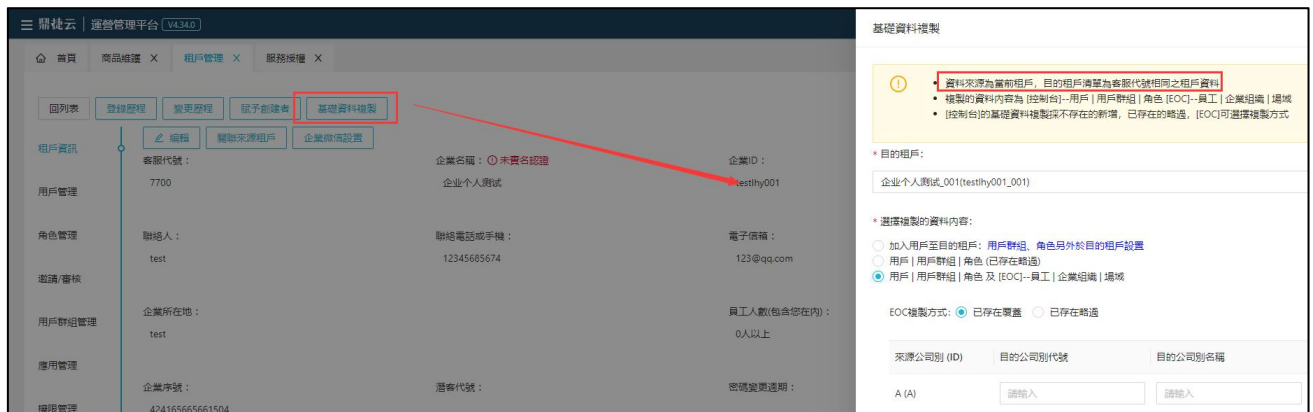 鼎捷云 | 運營管理平台 V4.34.0
首頁 商品維護 X 租戶管理 X 服務授權 X
回列表 登錄歷程 變更歷程 賦予創建者 基礎資料複製
租戶資訊
用戶管理
角色管理
邀請/審核
用戶群組管理
應用管理
權限管理
編輯 關聯來源租戶 企業微信設置
客服代號： 企業名稱： 未實名認證 企業ID：
7700 企业个人测试 testlhy001
聯絡人： 聯絡電話或手機： 電子信箱：
test 12345685674 123@qq.com
企業所在地： 員工人數(包含您在內)：
test 0人以上
企業序號： 潛客代號： 密碼變更週期：
424165665661504
基礎資料複製
• 資料來源為當前租戶，目的租戶清單為客服代號相同之租戶資料
• 複製的資料內容為 [控制台]--用戶 | 用戶群組 | 角色 [EOC]--員工 | 企業組織 | 場域
• [控制台]的基礎資料複製採不存在的新增，已存在的略過，[EOC]可選擇複製方式
* 目的租戶：
企业个人测试_001(testlhy001_001)
* 選擇複製的資料內容：
加入用戶至目的租戶：用戶群組、角色另外於目的租戶設置
用戶 | 用戶群組 | 角色 (已存在略過)
用戶 | 用戶群組 | 角色 及 [EOC]--員工 | 企業組織 | 場域
EOC複製方式： 已存在覆蓋 已存在略過
來源公司別 (ID) 目的公司別代號 目的公司別名稱
A (A) 請輸入 請輸入